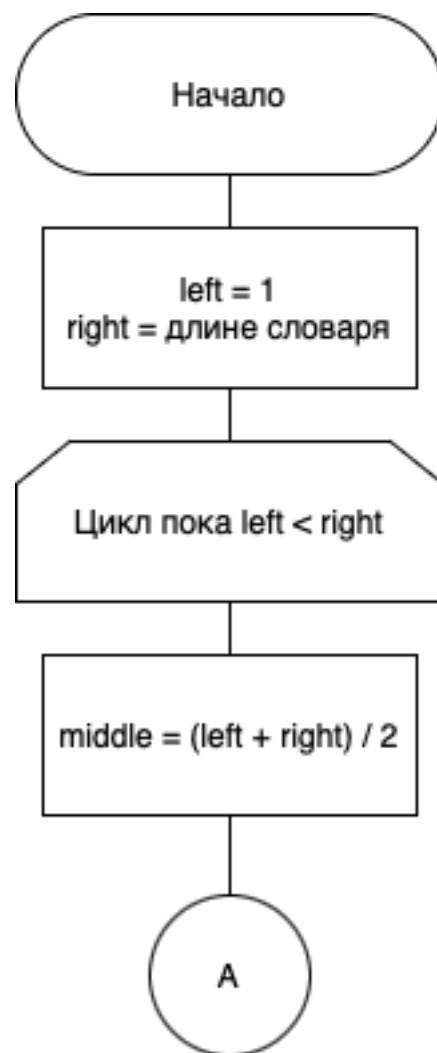 Начало
left = 1
right = длине словаря
Цикл пока left < right
middle = (left + right) / 2
А